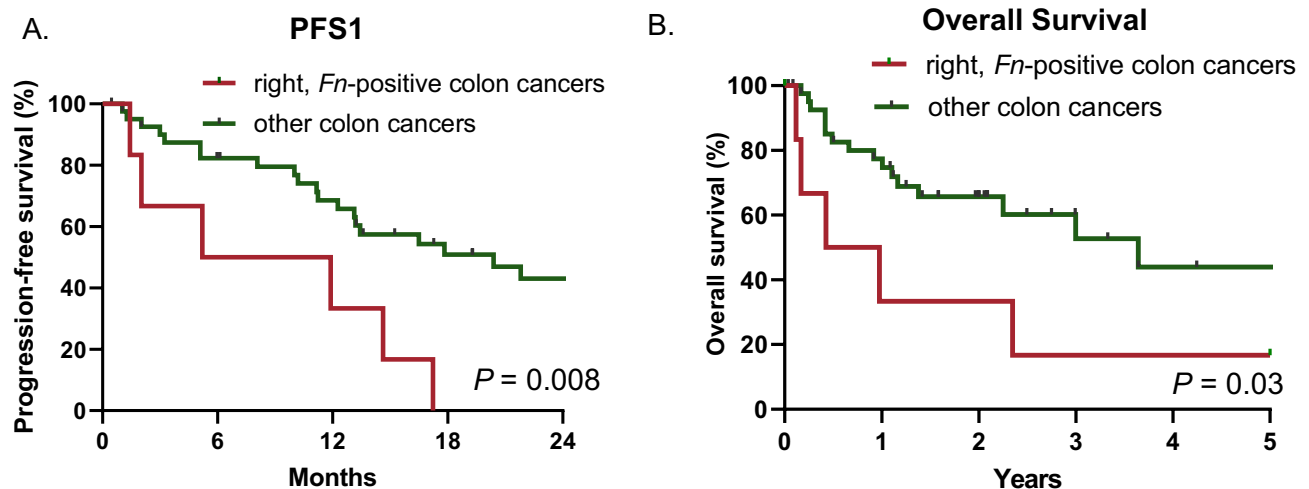 A.
PFS1
right, Fn-positive colon cancers
other colon cancers
Progression-free survival (%)
100
80
60
40
20
0
0 6 12 18 24
Months
P = 0.008
B.
Overall Survival
right, Fn-positive colon cancers
other colon cancers
Overall survival (%)
100
80
60
40
20
0
0 1 2 3 4 5
Years
P = 0.03